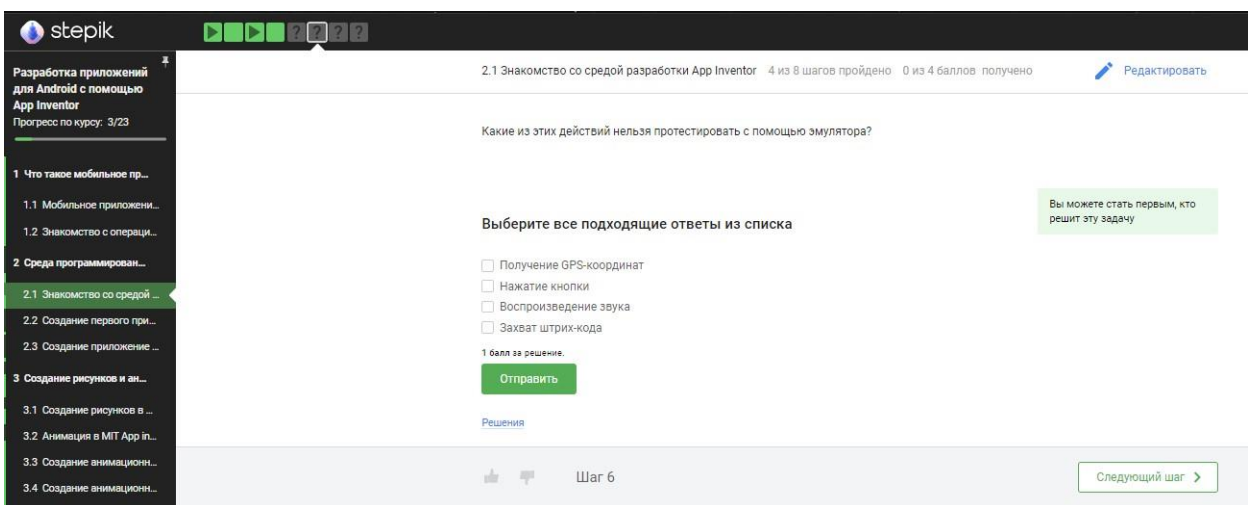 stepik
? ? ? ?
Разработка приложений
для Android с помощью
App Inventor
Прогресс по курсу: 3/23
1 Что такое мобильное пр...
1.1 Мобильное приложени...
1.2 Знакомство с операци...
2 Среда программирован...
2.1 Знакомство со средой ...
2.2 Создание первого при...
2.3 Создание приложение ...
3 Создание рисунков и ан...
3.1 Создание рисунков в ...
3.2 Анимация в MIT App in...
3.3 Создание анимационн...
3.4 Создание анимационн...
2.1 Знакомство со средой разработки App Inventor 4 из 8 шагов пройдено 0 из 4 баллов получено
Редактировать
Какие из этих действий нельзя протестировать с помощью эмулятора?
Вы можете стать первым, кто
решит эту задачу
Выберите все подходящие ответы из списка
Получение GPS-координат
Нажатие кнопки
Воспроизведение звука
Захват штрих-кода
1 балл за решение.
Отправить
Решения
Шаг 6
Следующий шаг